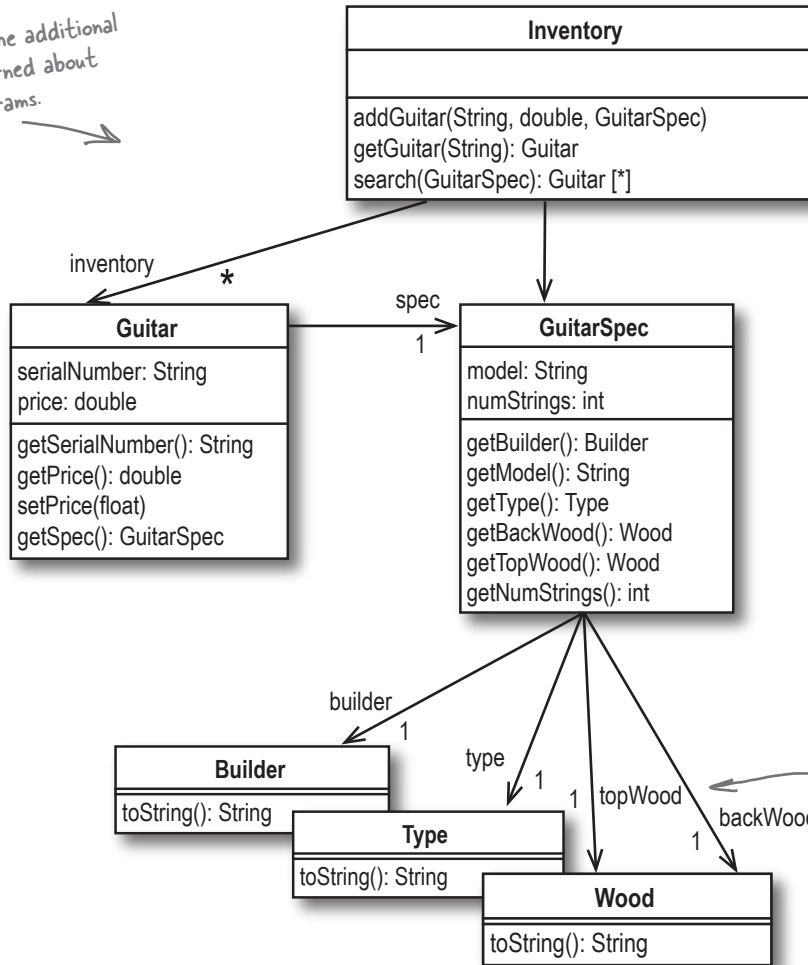 ne additional
rned about
rams.
Inventory
addGuitar(String, double, GuitarSpec)
getGuitar(String): Guitar
search(GuitarSpec): Guitar [*]
inventory
*
Guitar
serialNumber: String
price: double
getSerialNumber(): String
getPrice(): double
setPrice(float)
getSpec(): GuitarSpec
spec
1
GuitarSpec
model: String
numStrings: int
getBuilder(): Builder
getModel(): String
getType(): Type
getBackWood(): Wood
getTopWood(): Wood
getNumStrings(): int
builder
1
type
1
1
topWood
1
backWood
Builder
toString(): String
Type
toString(): String
Wood
toString(): String